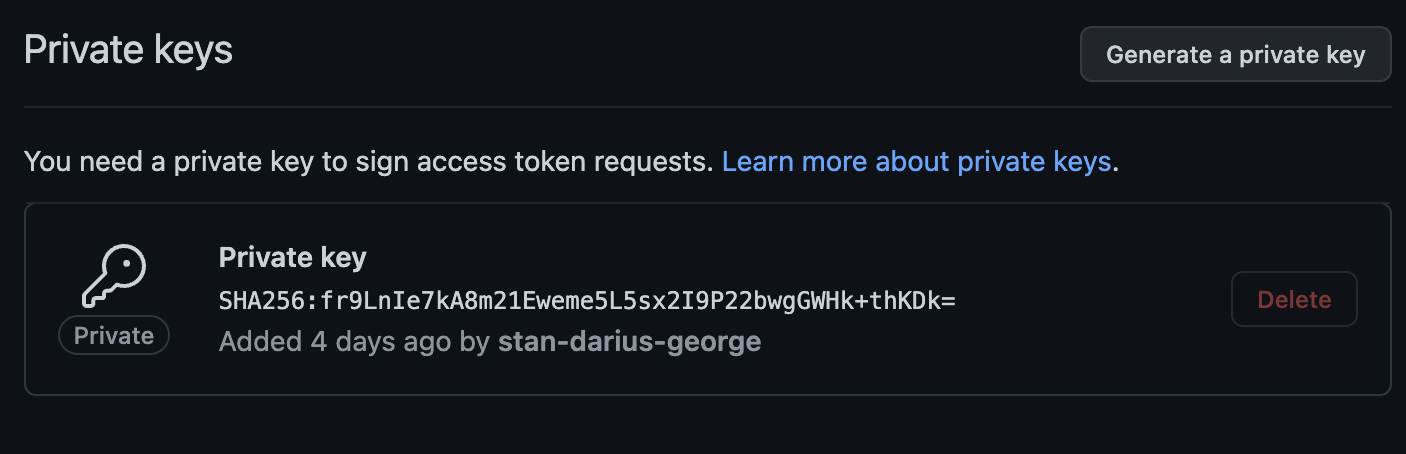 Private keys
Generate a private key
You need a private key to sign access token requests. Learn more about private keys.
Private key
SHA256:fr9LnIe7kA8m21Eweme5L5sx2I9P22bwgGWHk+thKDk=
Private
Added 4 days ago by stan-darius-george
Delete